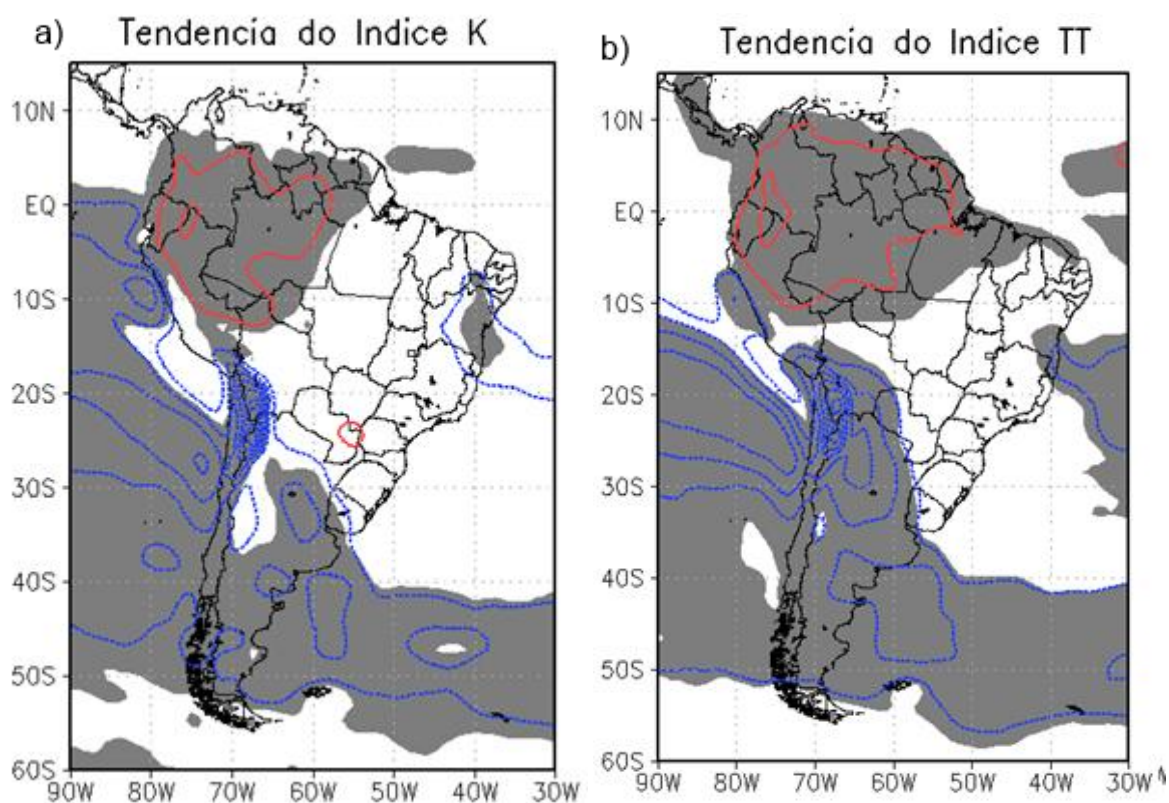 a) Tendencia do Indice K
10N
EQ
10S
20S
30S
40S
50S
60S
90W 80W 70W 60W 50W 40W 30W
b) Tendencia do Indice TT
10N
EQ
10S
20S
30S
40S
50S
60S
90W 80W 70W 60W 50W 40W 30W